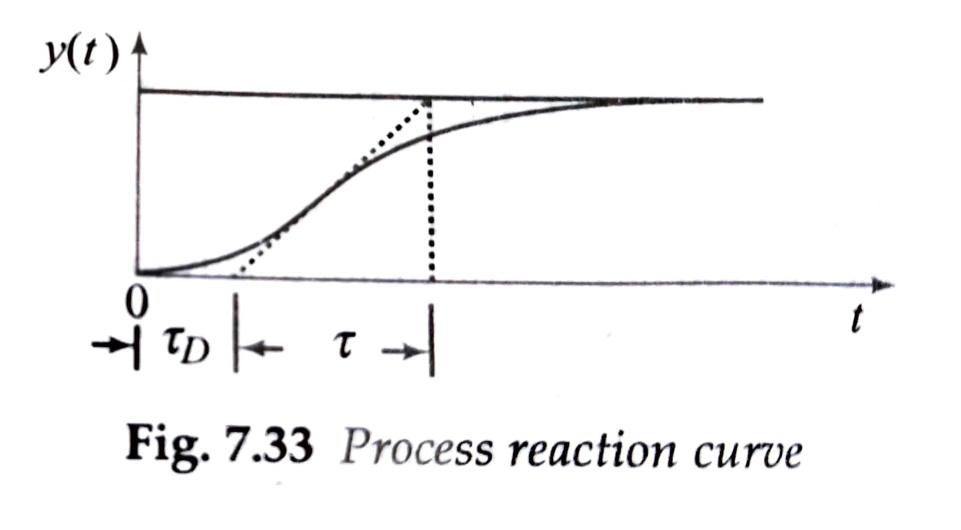 y(t)
0
t
τD
τ
Fig. 7.33 Process reaction curve